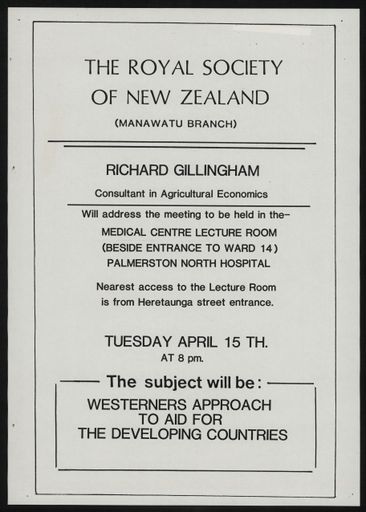 THE ROYAL SOCIETY
OF NEW ZEALAND
(MANAWATU BRANCH)
RICHARD GILLINGHAM
Consultant in Agricultural Economics
Will address the meeting to be held in the-
MEDICAL CENTRE LECTURE ROOM
(BESIDE ENTRANCE TO WARD 14)
PALMERSTON NORTH HOSPITAL
Nearest access to the Lecture Room
is from Heretaunga street entrance.
TUESDAY APRIL 15 TH.
AT 8 pm.
The subject will be:
WESTERNERS APPROACH
TO AID FOR
THE DEVELOPING COUNTRIES